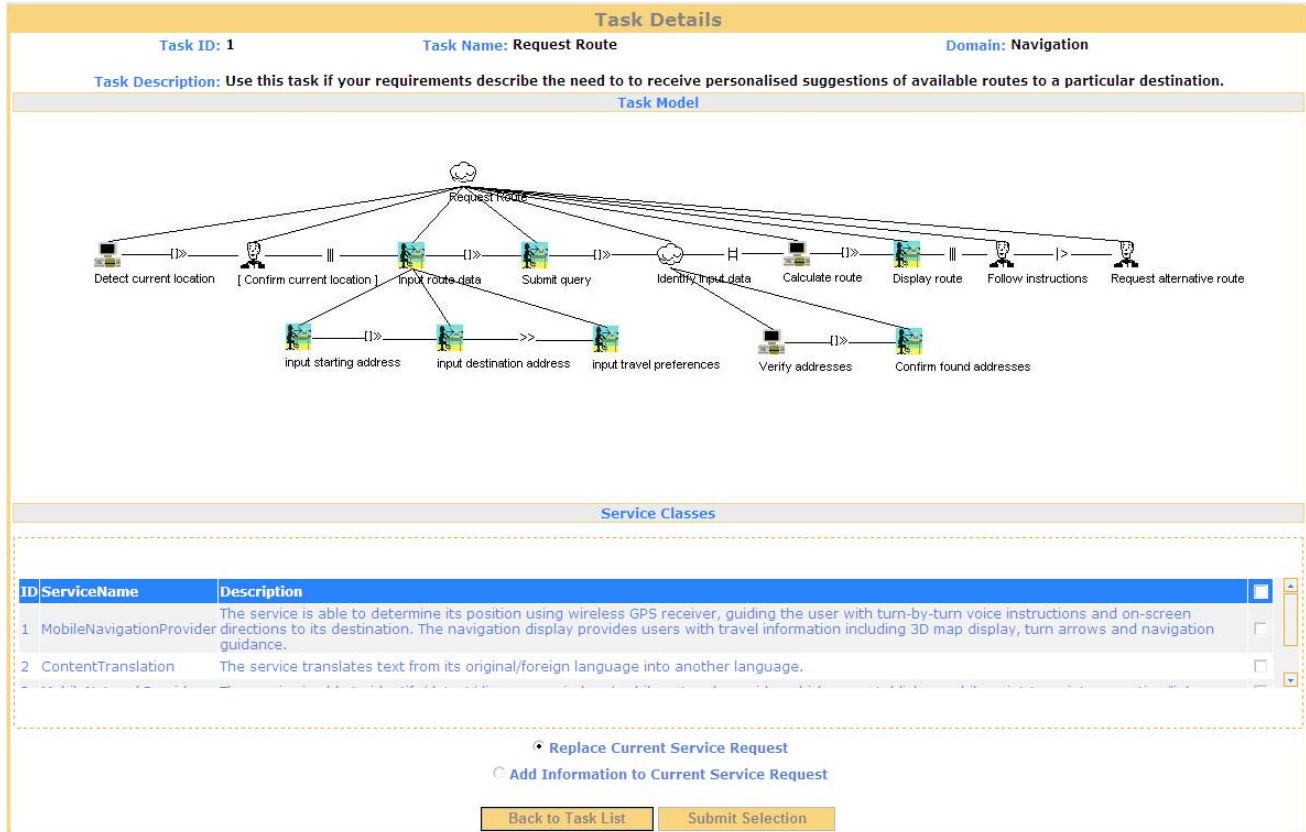 Task Details
Task ID: 1 Task Name: Request Route Domain: Navigation
Task Description: Use this task if your requirements describe the need to to receive personalised suggestions of available routes to a particular destination.
Task Model
Request Route
[]» ||| []» []» |=| []» ||| |>
Detect current location [ Confirm current location ] Input route data Submit query Identify Input data Calculate route Display route Follow instructions Request alternative route
[]» >> []»
input starting address input destination address input travel preferences Verify addresses Confirm found addresses
Service Classes
ID ServiceName Description
The service is able to determine its position using wireless GPS receiver, guiding the user with turn-by-turn voice instructions and on-screen
1 MobileNavigationProvider directions to its destination. The navigation display provides users with travel information including 3D map display, turn arrows and navigation
guidance.
2 ContentTranslation The service translates text from its original/foreign language into another language.
Replace Current Service Request
Add Information to Current Service Request
Back to Task List Submit Selection